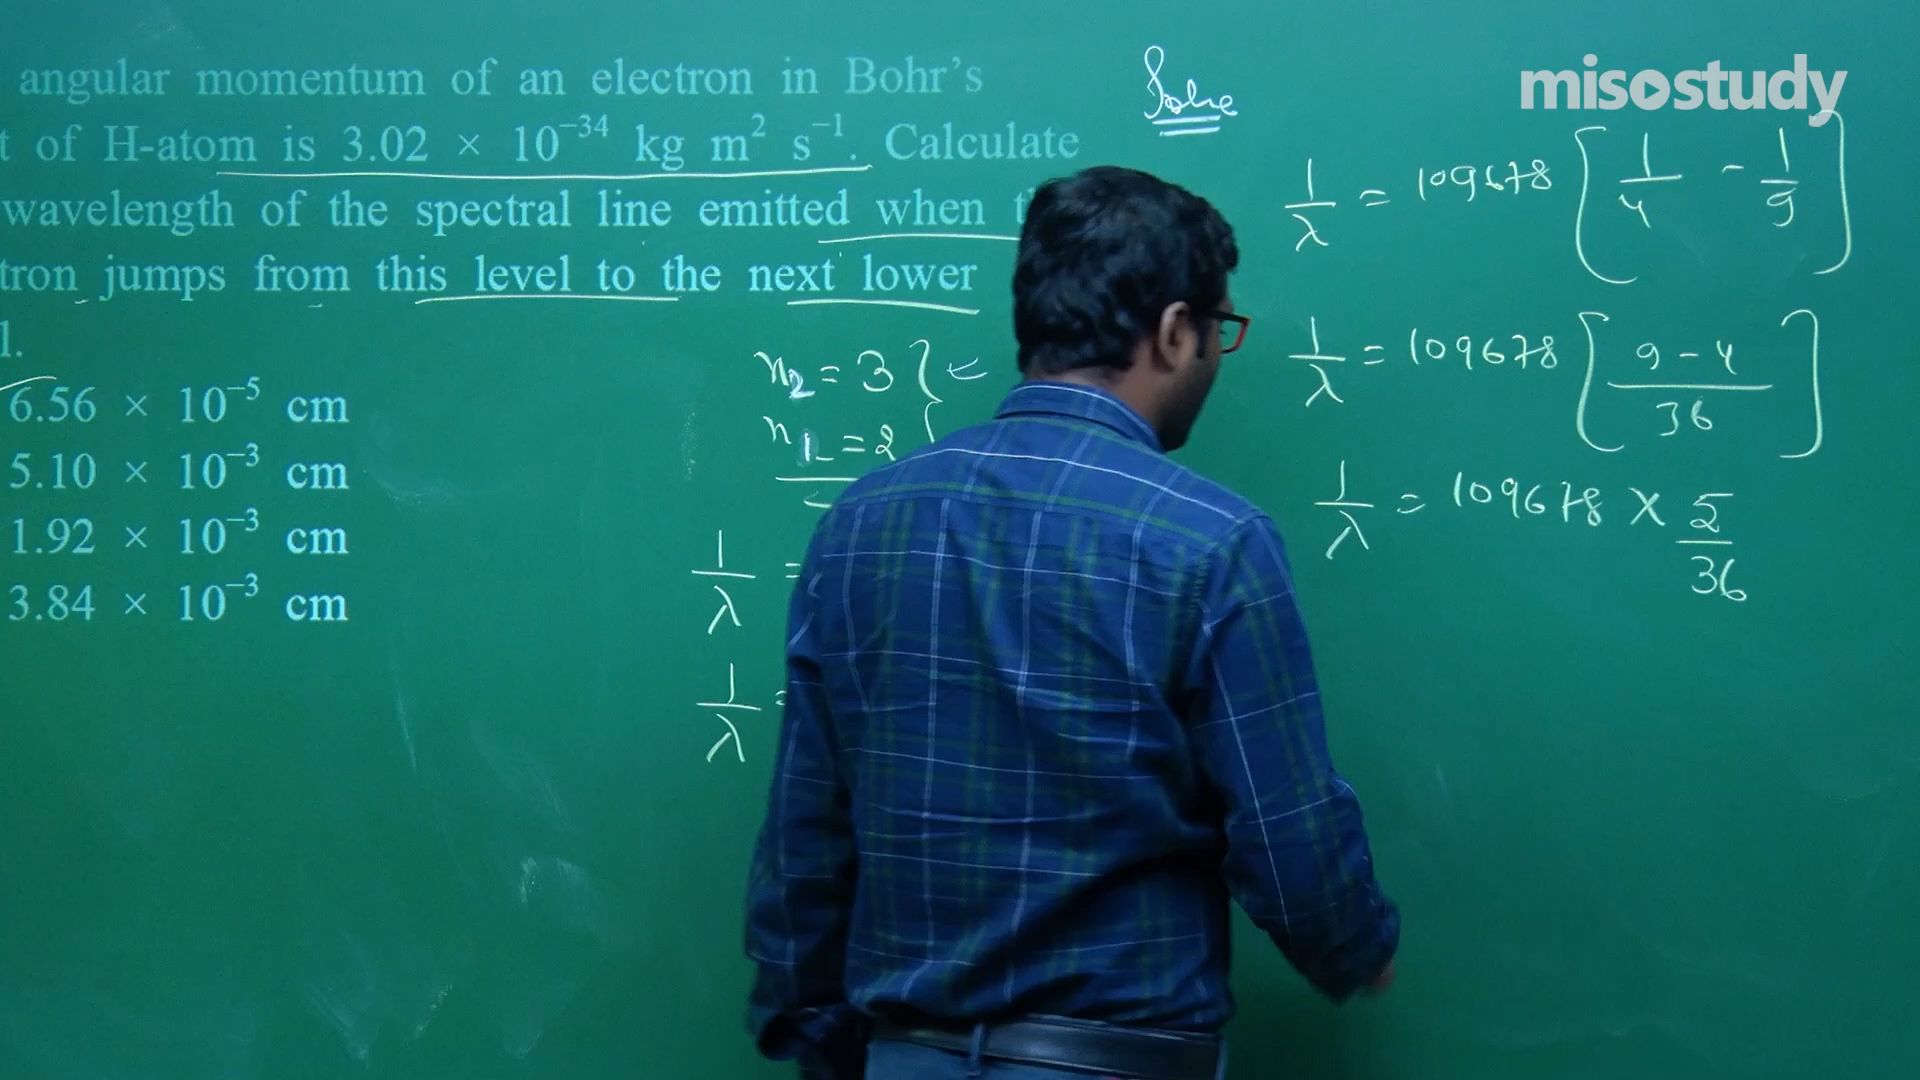 angular momentum of an electron in Bohr's
t of H-atom is 3.02 × 10⁻³⁴ kg m² s⁻¹. Calculate
wavelength of the spectral line emitted when
tron jumps from this level to the next lower
l.
6.56 × 10⁻⁵ cm
5.10 × 10⁻³ cm
1.92 × 10⁻³ cm
3.84 × 10⁻³ cm
n₂ = 3 } ←
n₁ = 2
1/λ =
1/λ =
misostudy
1/λ = 109678 [1/4 - 1/9]
1/λ = 109678 [(9 - 4)/36]
1/λ = 109678 × 5/36